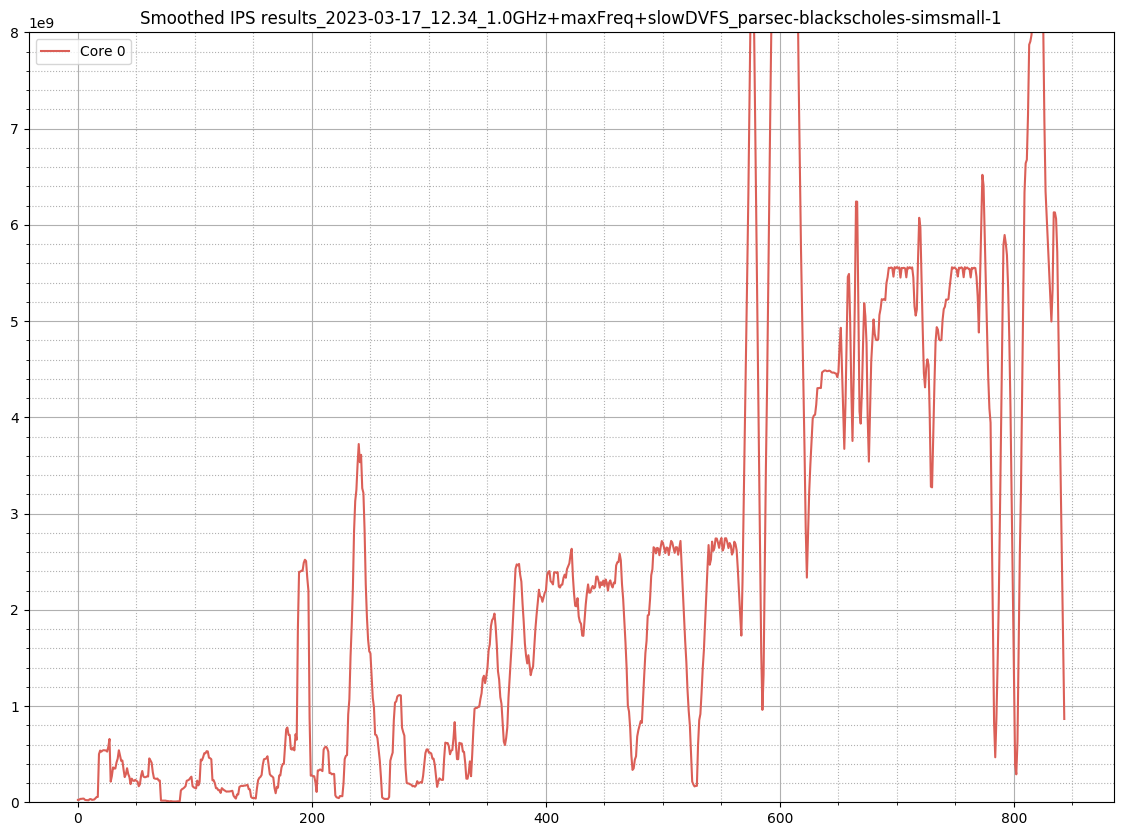 Smoothed IPS results_2023-03-17_12.34_1.0GHz+maxFreq+slowDVFS_parsec-blackscholes-simsmall-1
1e9
Core 0
8
7
6
5
4
3
2
1
0
0 200 400 600 800